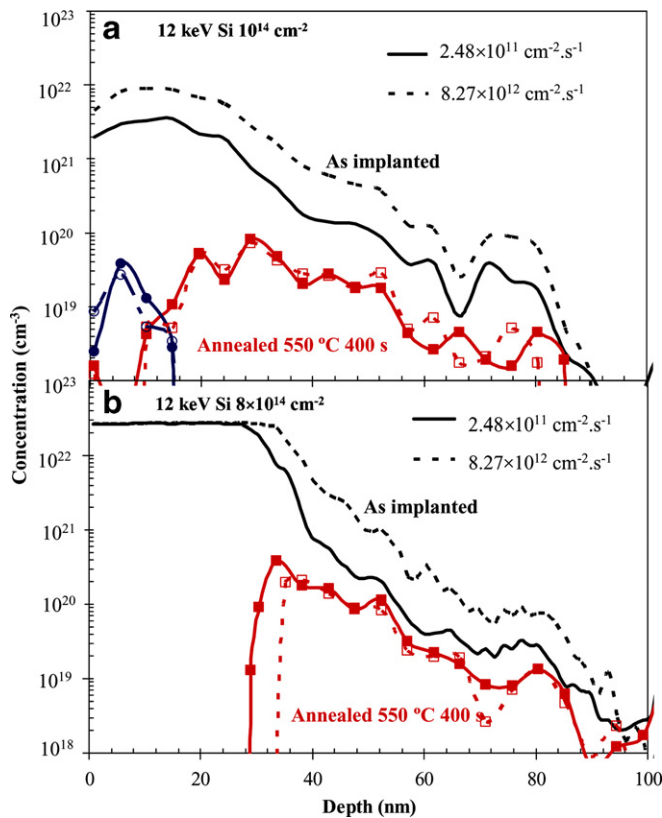 a
12 keV Si 10¹⁴ cm⁻²
2.48×10¹¹ cm⁻².s⁻¹
8.27×10¹² cm⁻².s⁻¹
As implanted
Annealed 550 °C 400 s
10²³
10²²
10²¹
10²⁰
10¹⁹
10²³
b
12 keV Si 8×10¹⁴ cm⁻²
2.48×10¹¹ cm⁻².s⁻¹
8.27×10¹² cm⁻².s⁻¹
As implanted
Annealed 550 °C 400 s
10²²
10²¹
10²⁰
10¹⁹
10¹⁸
Concentration (cm⁻³)
0 20 40 60 80 100
Depth (nm)